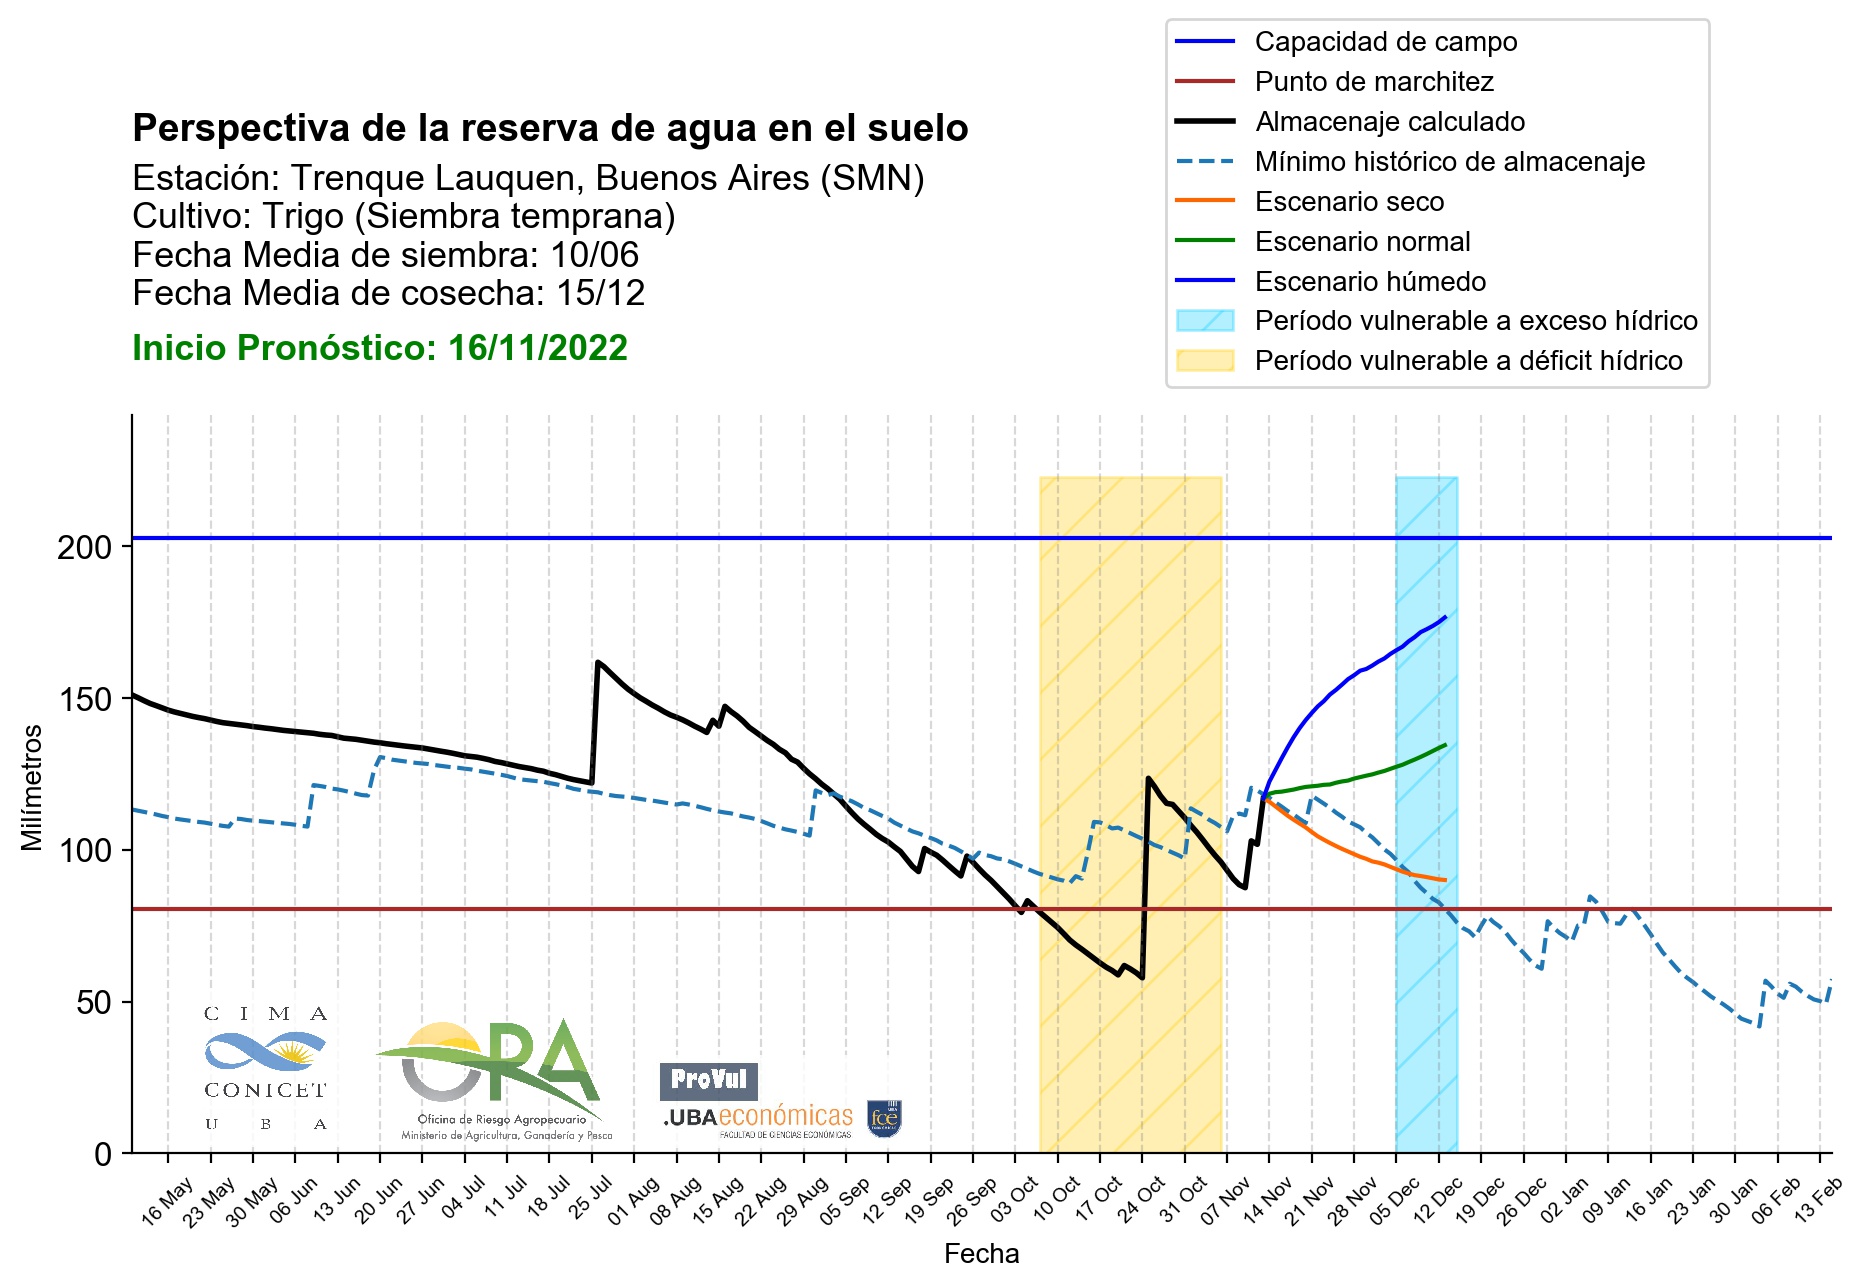 Capacidad de campo
Punto de marchitez
Almacenaje calculado
Mínimo histórico de almacenaje
Escenario seco
Escenario normal
Escenario húmedo
Período vulnerable a exceso hídrico
Período vulnerable a déficit hídrico
Perspectiva de la reserva de agua en el suelo
Estación: Trenque Lauquen, Buenos Aires (SMN)
Cultivo: Trigo (Siembra temprana)
Fecha Media de siembra: 10/06
Fecha Media de cosecha: 15/12
Inicio Pronóstico: 16/11/2022
Milímetros
200
150
100
50
0
C I M A
CONICET
U B A
ORA
Oficina de Riesgo Agropecuario
Ministerio de Agricultura, Ganadería y Pesca
ProVul
.UBAeconómicas
FACULTAD DE CIENCIAS ECONÓMICAS
fce
16 May
23 May
30 May
06 Jun
13 Jun
20 Jun
27 Jun
04 Jul
11 Jul
18 Jul
25 Jul
01 Aug
08 Aug
15 Aug
22 Aug
29 Aug
05 Sep
12 Sep
19 Sep
26 Sep
03 Oct
10 Oct
17 Oct
24 Oct
31 Oct
07 Nov
14 Nov
21 Nov
28 Nov
05 Dec
12 Dec
19 Dec
26 Dec
02 Jan
09 Jan
16 Jan
23 Jan
30 Jan
06 Feb
13 Feb
Fecha